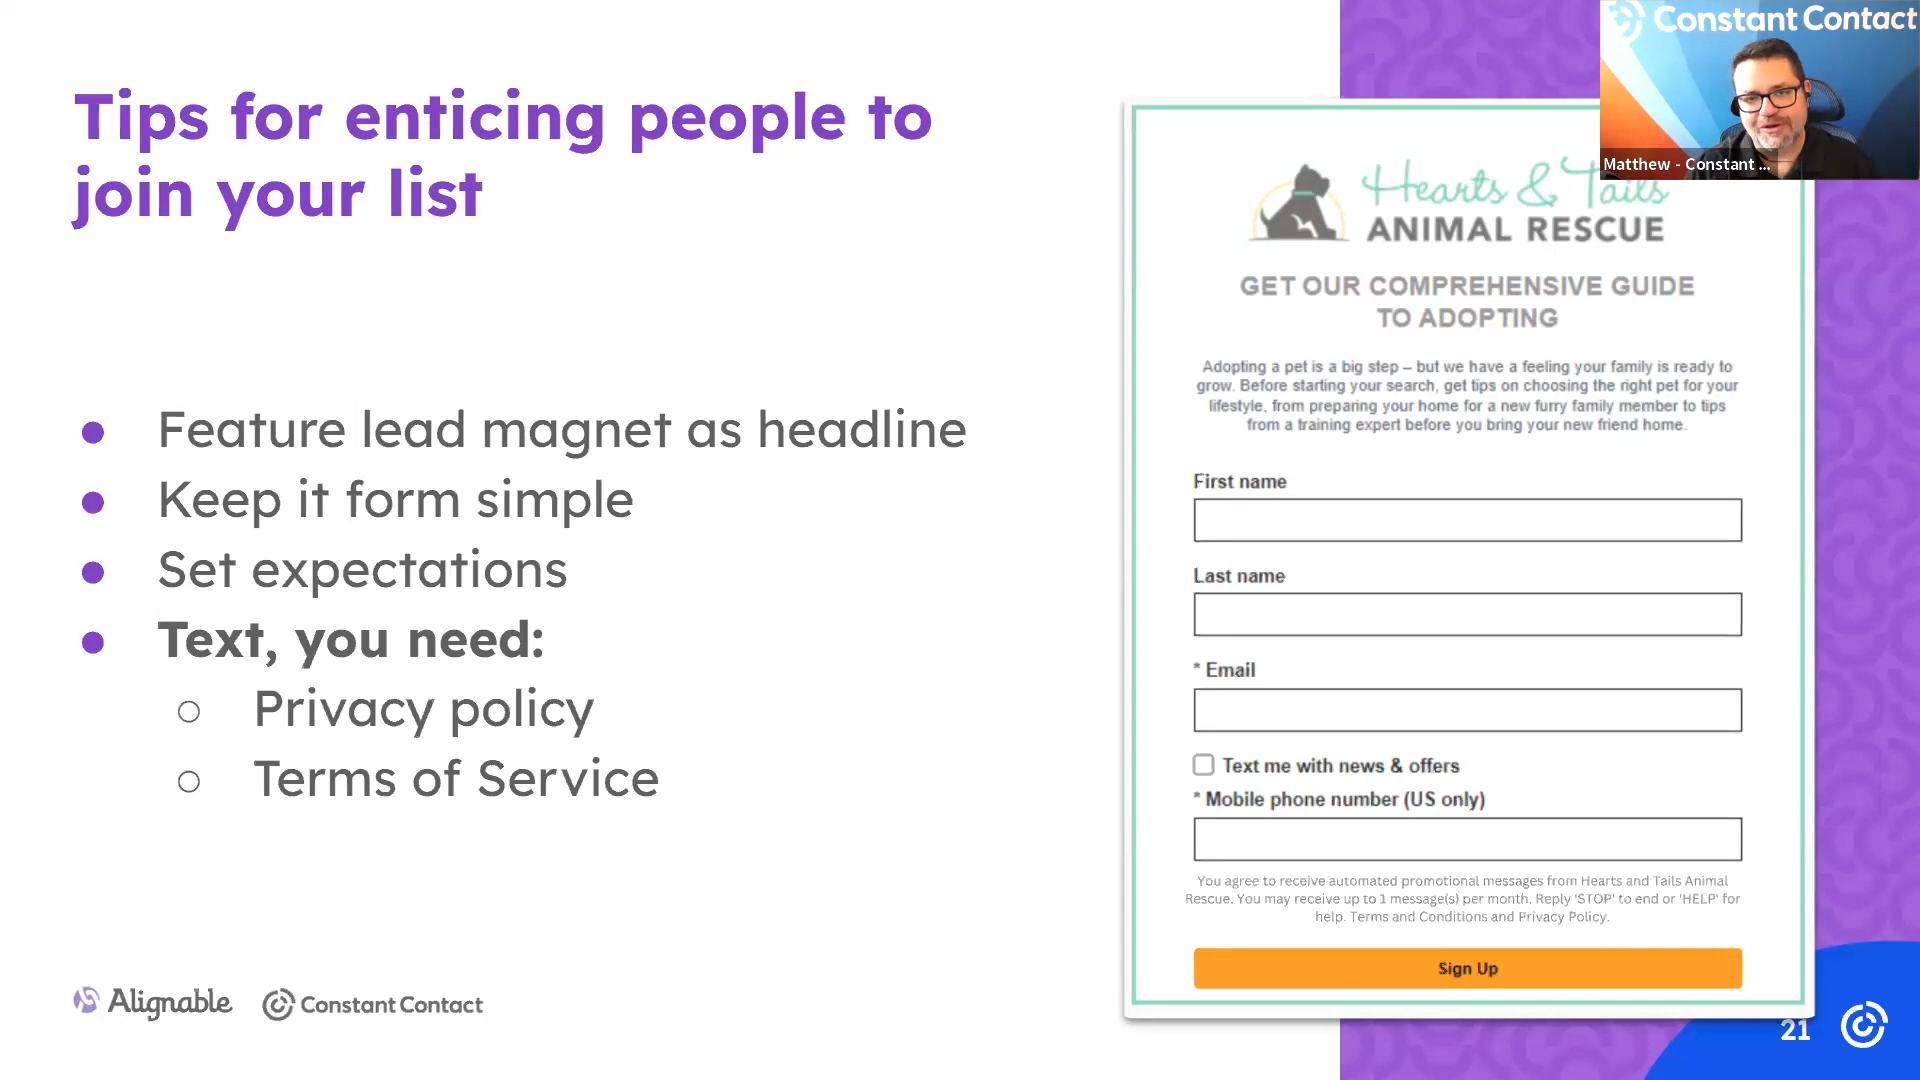 Constant Contact
Matthew - Constant ...
Tips for enticing people to
join your list
● Feature lead magnet as headline
● Keep it form simple
● Set expectations
● Text, you need:
○ Privacy policy
○ Terms of Service
Alignable
Constant Contact
Hearts & Tails
ANIMAL RESCUE
GET OUR COMPREHENSIVE GUIDE
TO ADOPTING
Adopting a pet is a big step – but we have a feeling your family is ready to
grow. Before starting your search, get tips on choosing the right pet for your
lifestyle, from preparing your home for a new furry family member to tips
from a training expert before you bring your new friend home.
First name
Last name
* Email
Text me with news & offers
* Mobile phone number (US only)
You agree to receive automated promotional messages from Hearts and Tails Animal
Rescue. You may receive up to 1 message(s) per month. Reply 'STOP' to end or 'HELP' for
help. Terms and Conditions and Privacy Policy.
Sign Up
21